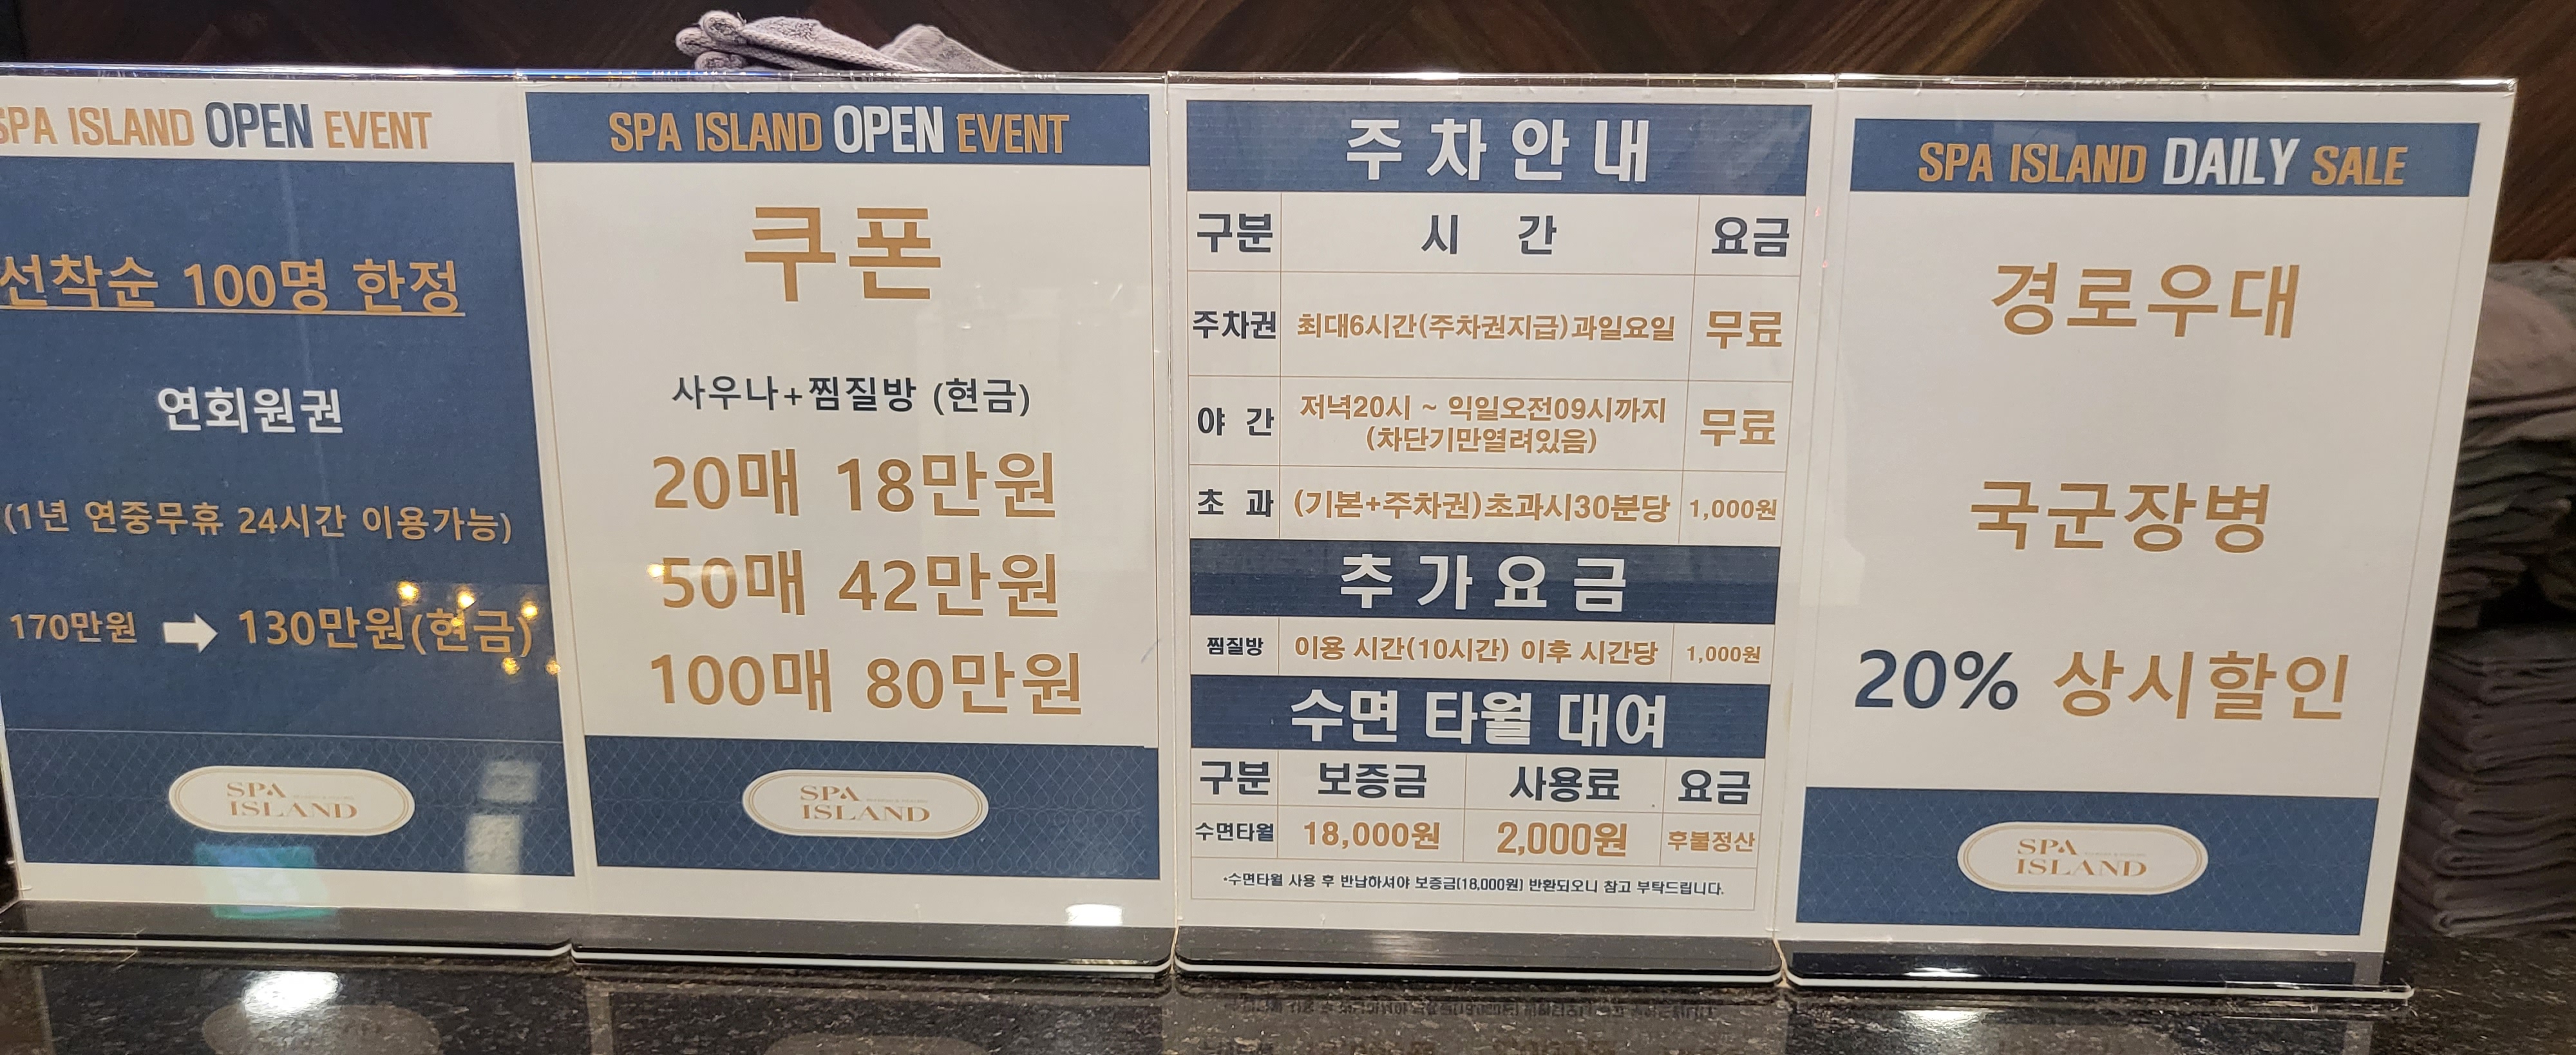 SPA ISLAND OPEN EVENT
선착순 100명 한정
연회원권
(1년 연중무휴 24시간 이용가능)
170만원 ➡ 130만원(현금)
SPA
ISLAND
SPA ISLAND OPEN EVENT
쿠폰
사우나+찜질방 (현금)
20매 18만원
50매 42만원
100매 80만원
SPA
ISLAND
주차안내
구분 시 간 요금
주차권 최대6시간(주차권지급)과일요일 무료
야 간 저녁20시 ~ 익일오전09시까지 무료
(차단기만열려있음)
초 과 (기본+주차권)초과시30분당 1,000원
추가요금
찜질방 이용 시간(10시간) 이후 시간당 1,000원
수면 타월 대여
구분 보증금 사용료 요금
수면타월 18,000원 2,000원 후불정산
•수면타월 사용 후 반납하셔야 보증금(18,000원) 반환되오니 참고 부탁드립니다.
SPA ISLAND DAILY SALE
경로우대
국군장병
20% 상시할인
SPA
ISLAND